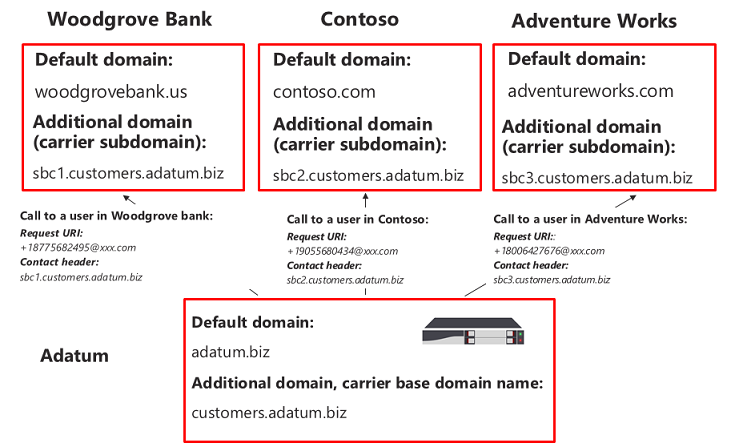 Woodgrove Bank
Default domain:
woodgrovebank.us
Additional domain
(carrier subdomain):
sbc1.customers.adatum.biz
Contoso
Default domain:
contoso.com
Additional domain
(carrier subdomain):
sbc2.customers.adatum.biz
Adventure Works
Default domain:
adventureworks.com
Additional domain
(carrier subdomain):
sbc3.customers.adatum.biz
Call to a user in Woodgrove bank:
Request URI:
+18775682495@xxx.com
Contact header:
sbc1.customers.adatum.biz
Call to a user in Contoso:
Request URI:
+19055680434@xxx.com
Contact header:
sbc2.customers.adatum.biz
Call to a user in Adventure Works:
Request URI::
+18006427676@xxx.com
Contact header:
sbc3.customers.adatum.biz
Adatum
Default domain:
adatum.biz
Additional domain, carrier base domain name:
customers.adatum.biz